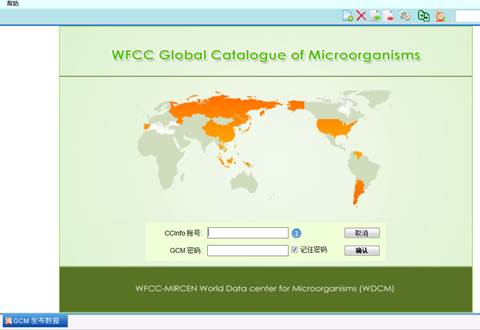 帮助
WFCC Global Catalogue of Microorganisms
CCInfo 账号:
取消
GCM 密码:
记住密码
确认
WFCC-MIRCEN World Data center for Microorganisms (WDCM)
GCM 发布数据